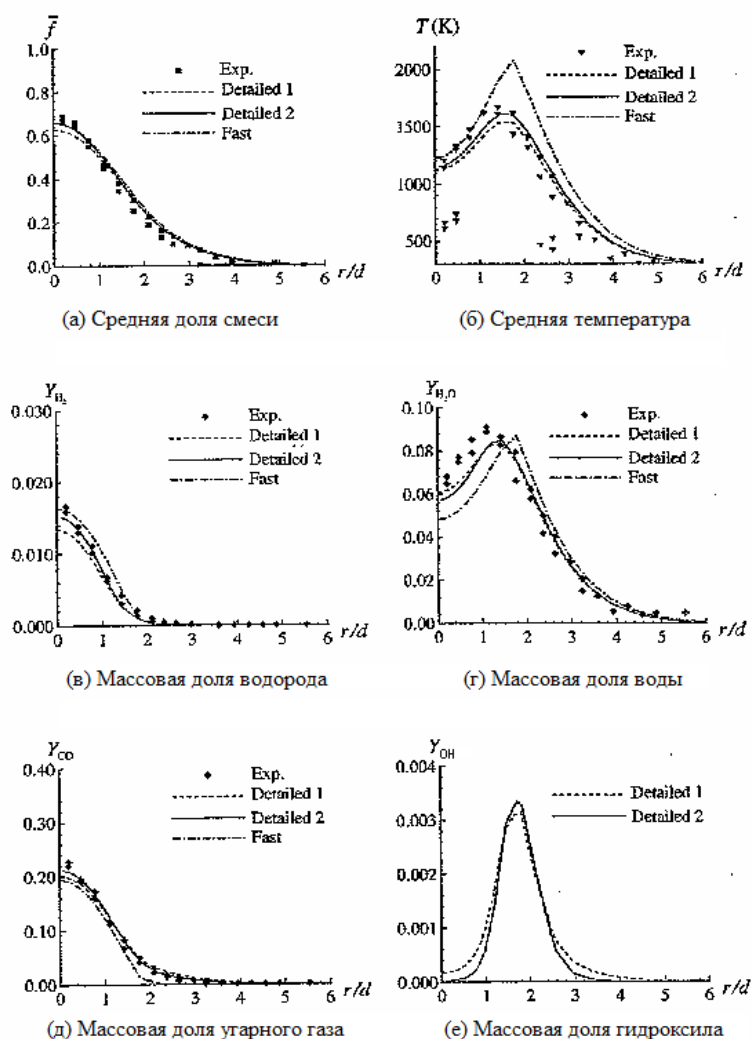 f̅
1.0
0.8
0.6
0.4
0.2
0.0
0 1 2 3 4 5 6 r/d
Exp.
Detailed 1
Detailed 2
Fast
(а) Средняя доля смеси
T (K)
2000
1500
1000
500
0 1 2 3 4 5 6 r/d
Exp.
Detailed 1
Detailed 2
Fast
(б) Средняя температура
Y_H₂
0.030
0.020
0.010
0.000
0 1 2 3 4 5 6 r/d
Exp.
Detailed 1
Detailed 2
Fast
(в) Массовая доля водорода
Y_H₂O
0.10
0.08
0.06
0.04
0.02
0.00
0 1 2 3 4 5 6 r/d
Exp.
Detailed 1
Detailed 2
Fast
(г) Массовая доля воды
Y_CO
0.40
0.30
0.20
0.10
0.00
0 1 2 3 4 5 6 r/d
Exp.
Detailed 1
Detailed 2
Fast
(д) Массовая доля угарного газа
Y_OH
0.004
0.003
0.002
0.001
0.000
0 1 2 3 4 5 6 r/d
Detailed 1
Detailed 2
(е) Массовая доля гидроксила